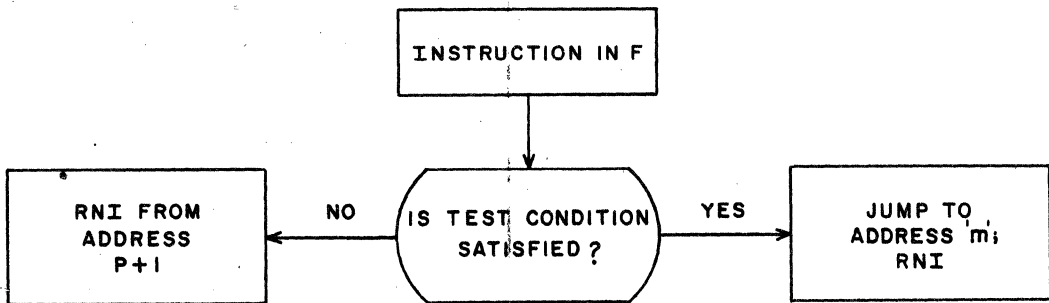 INSTRUCTION IN F
RNI FROM
ADDRESS
P+1
NO
IS TEST CONDITION
SATISFIED?
YES
JUMP TO
ADDRESS 'm';
RNI